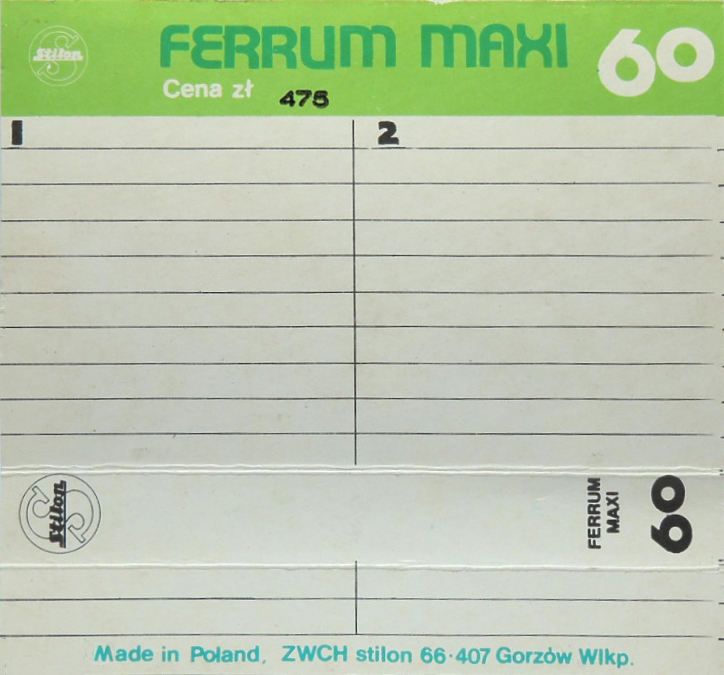 Stilon
FERRUM MAXI 60
Cena zł 475
1 2
Stilon
FERRUM
MAXI
60
Made in Poland, ZWCH stilon 66-407 Gorzów Wlkp.